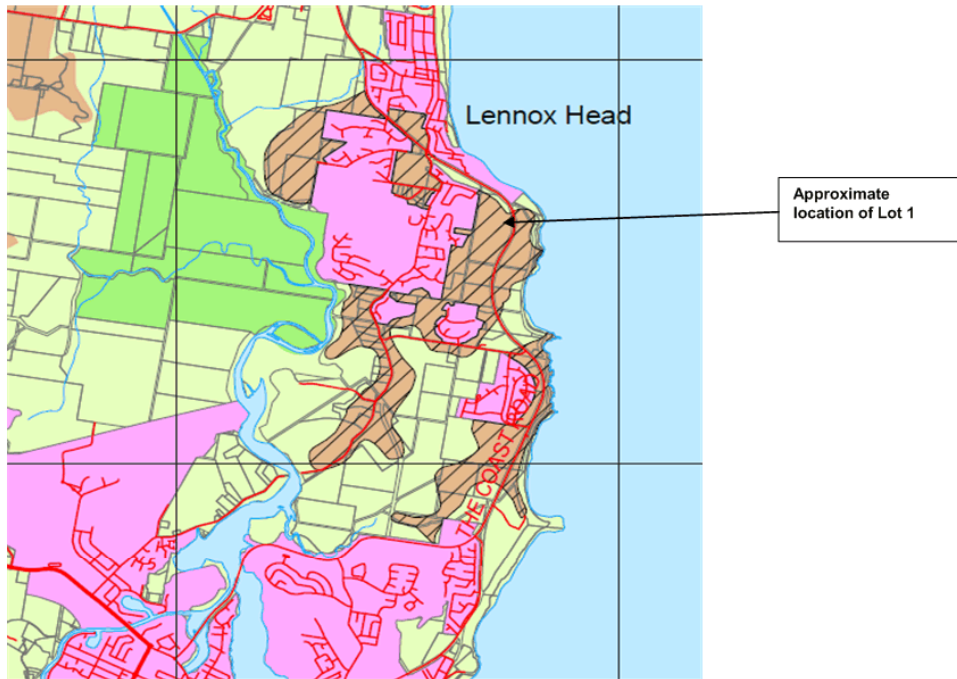 Lennox Head
Approximate
location of Lot 1
THE COAST ROAD